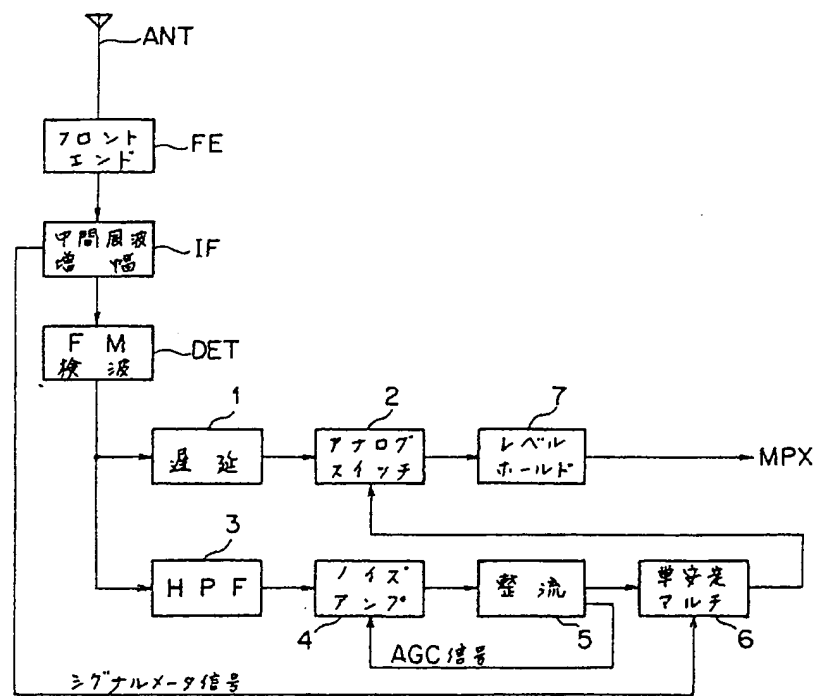 ANT
フロント
エンド
FE
中間周波
増幅
IF
FM
検波
DET
1
遅延
2
アナログ
スイッチ
7
レベル
ホールド
MPX
3
HPF
ノイズ
アンプ
4
整流
5
単安定
マルチ
6
AGC信号
シグナルメータ信号